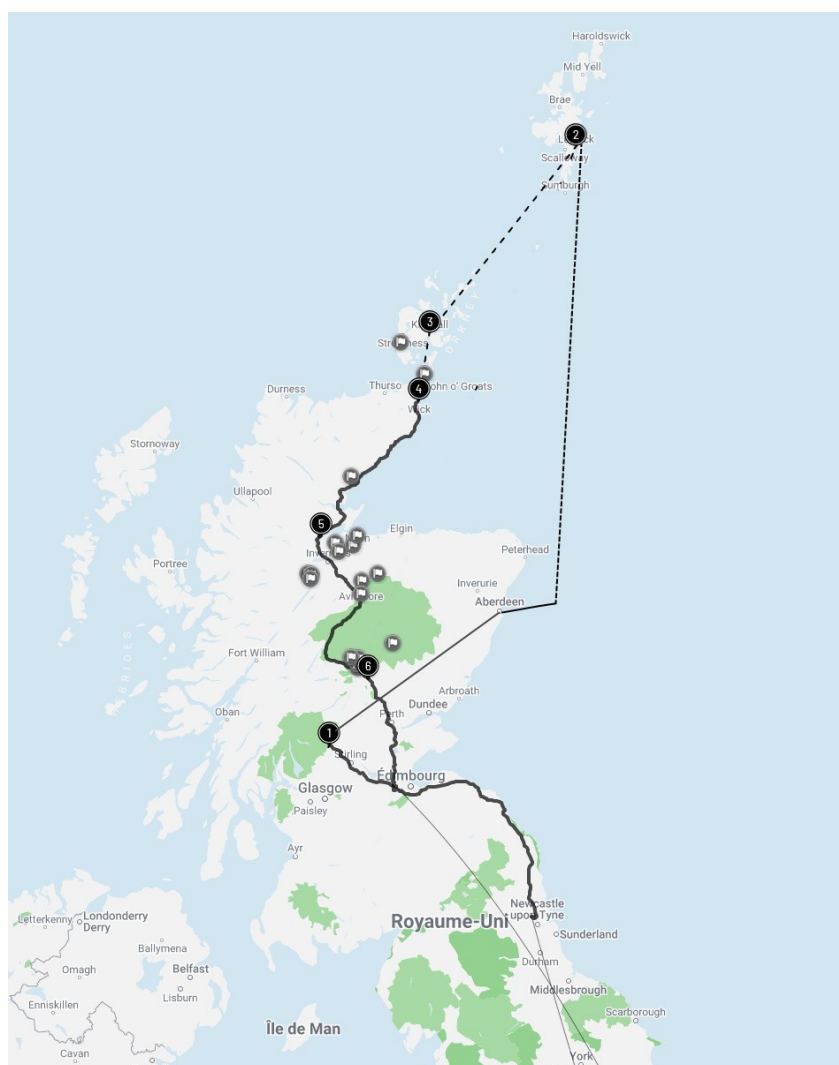 Haroldswick
Mid Yell
Brae
2
Scalloway
Sumburgh
3
Stromness
4
John o' Groats
Thurso
Durness
Wick
Stornoway
Ullapool
5
Elgin
Peterhead
Portree
Inverurie
Aberdeen
Fort William
6
Arbroath
Dundee
Perth
Oban
1
Stirling
Édimbourg
Glasgow
Paisley
Ayr
Letterkenny
Londonderry
Derry
Newcastle
upon Tyne
Royaume-Uni
Sunderland
Ballymena
Durham
Omagh
Belfast
Lisburn
Middlesbrough
Enniskillen
Scarborough
Île de Man
Cavan
York